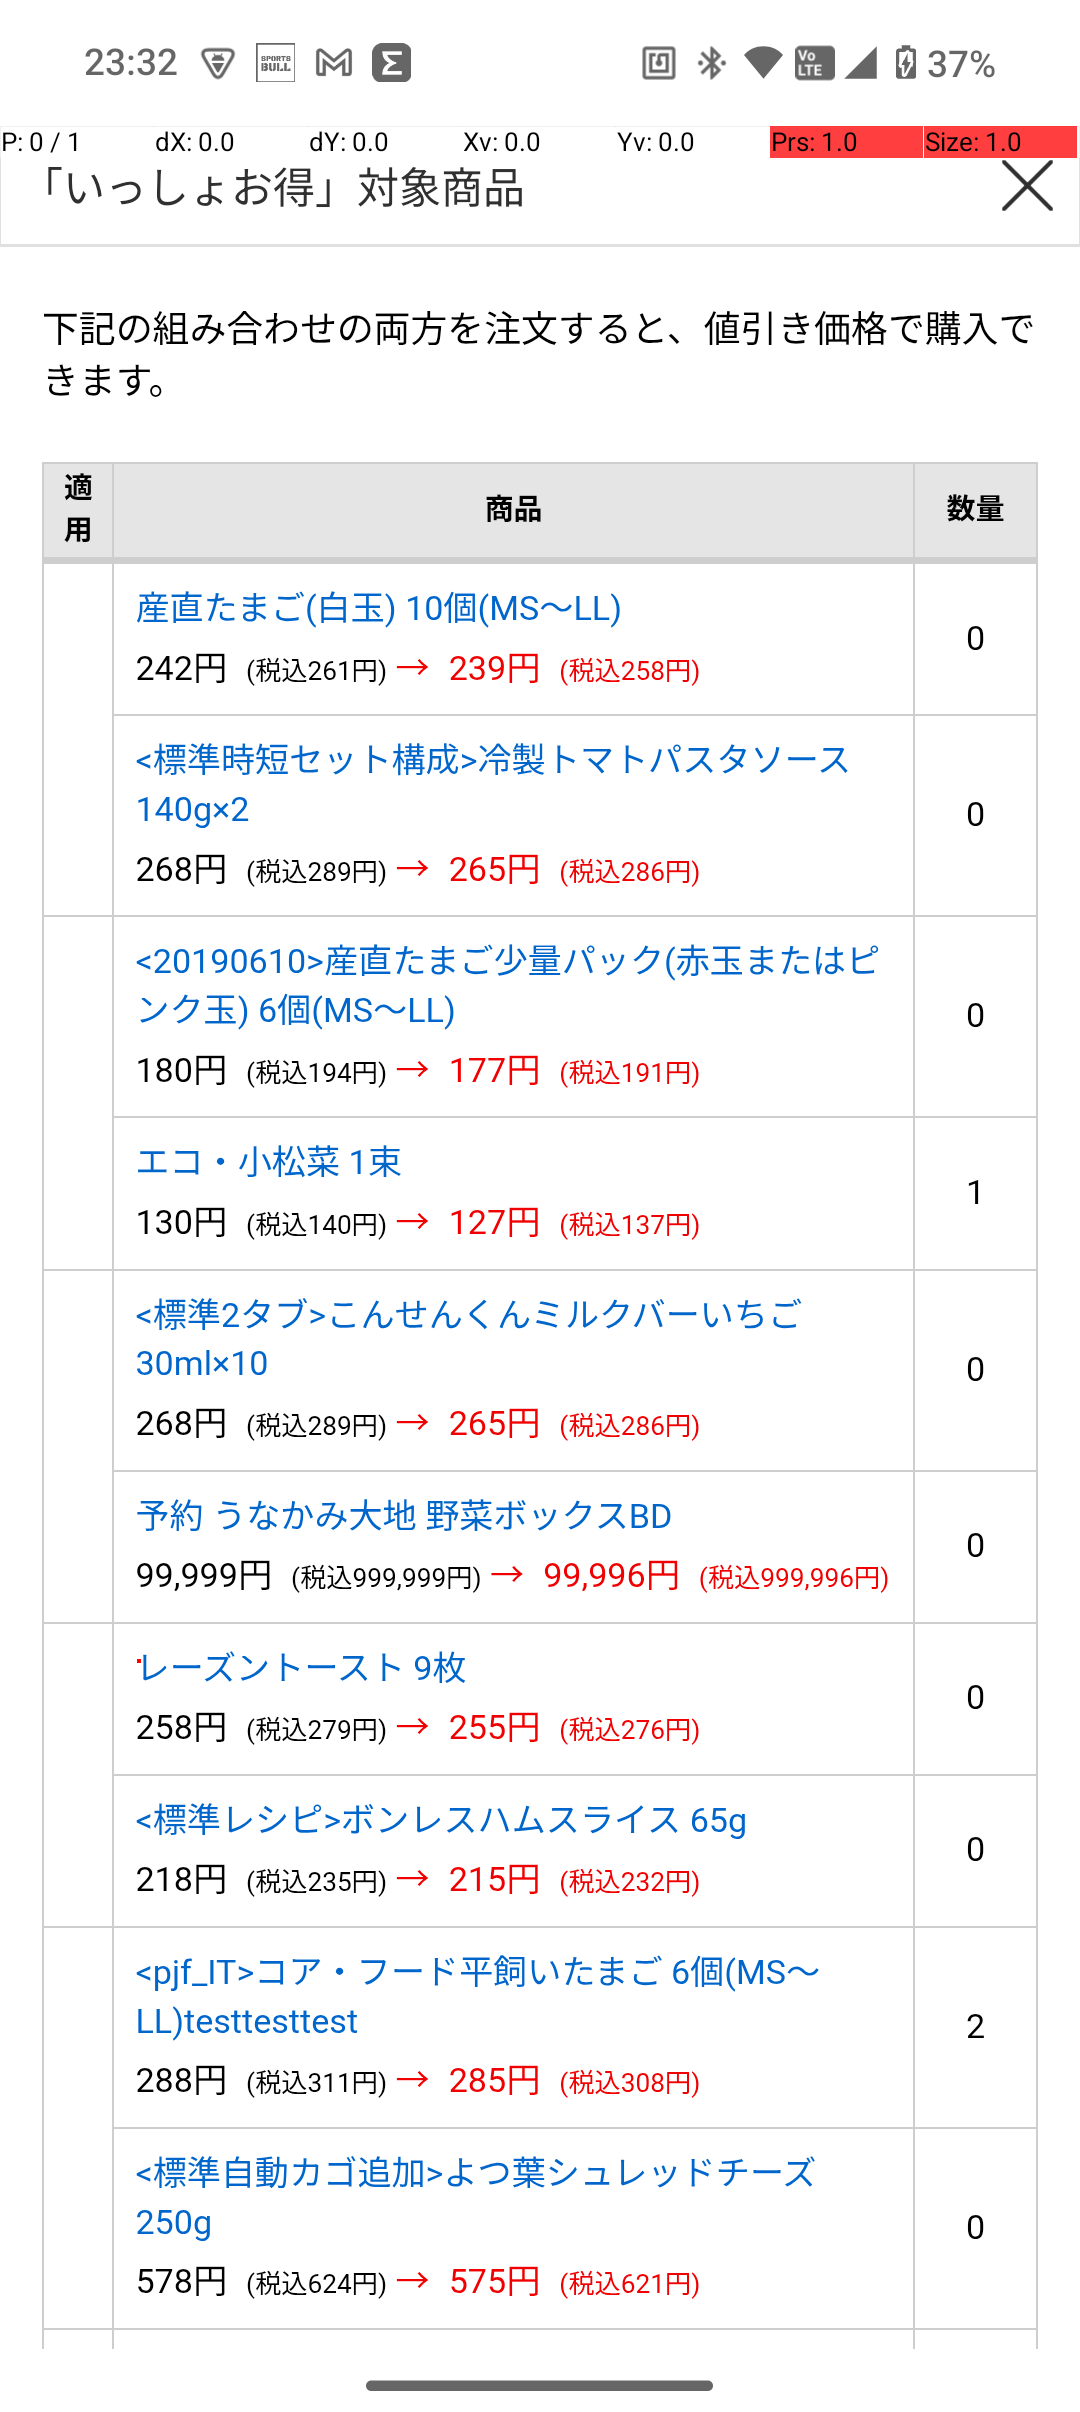 23:32
SPORTS
BULL
Vo
LTE
37%
P: 0 / 1 dX: 0.0 dY: 0.0 Xv: 0.0 Yv: 0.0 Prs: 1.0 Size: 1.0
「いっしょお得」対象商品
下記の組み合わせの両方を注文すると、値引き価格で購入で
きます。
適
用
商品
数量
産直たまご(白玉) 10個(MS〜LL)
242円 (税込261円) → 239円 (税込258円)
0
<標準時短セット構成>冷製トマトパスタソース
140g×2
268円 (税込289円) → 265円 (税込286円)
0
<20190610>産直たまご少量パック(赤玉またはピ
ンク玉) 6個(MS〜LL)
180円 (税込194円) → 177円 (税込191円)
0
エコ・小松菜 1束
130円 (税込140円) → 127円 (税込137円)
1
<標準2タブ>こんせんくんミルクバーいちご
30ml×10
268円 (税込289円) → 265円 (税込286円)
0
予約 うなかみ大地 野菜ボックスBD
99,999円 (税込999,999円) → 99,996円 (税込999,996円)
0
レーズントースト 9枚
258円 (税込279円) → 255円 (税込276円)
0
<標準レシピ>ボンレスハムスライス 65g
218円 (税込235円) → 215円 (税込232円)
0
<pjf_IT>コア・フード平飼いたまご 6個(MS〜
LL)testtesttest
288円 (税込311円) → 285円 (税込308円)
2
<標準自動カゴ追加>よつ葉シュレッドチーズ
250g
578円 (税込624円) → 575円 (税込621円)
0